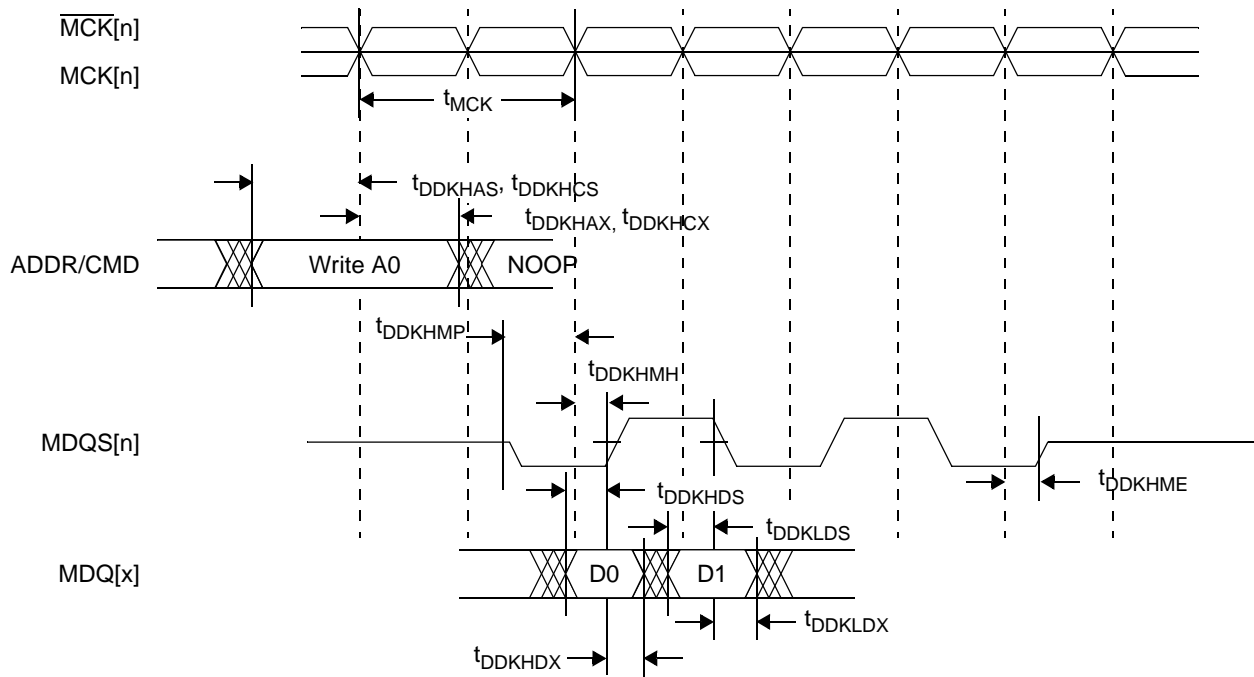 MCK[n]
MCK[n]
tMCK
tDDKHAS, tDDKHCS
tDDKHAX, tDDKHCX
ADDR/CMD
Write A0
NOOP
tDDKHMP
tDDKHMH
MDQS[n]
tDDKHME
tDDKHDS
tDDKLDS
MDQ[x]
D0
D1
tDDKLDX
tDDKHDX